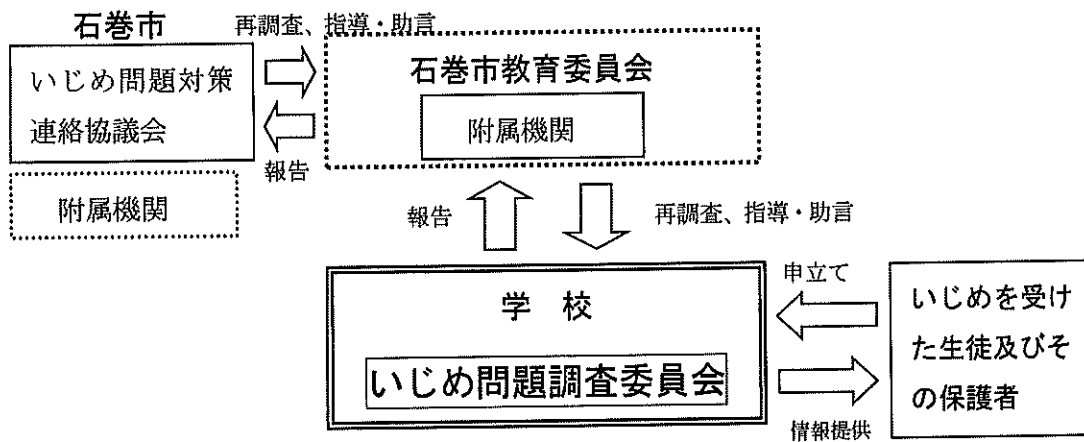 石巻市
再調査、指導・助言
いじめ問題対策
連絡協議会
報告
附属機関
石巻市教育委員会
附属機関
報告
再調査、指導・助言
学 校
いじめ問題調査委員会
申立て
情報提供
いじめを受け
た生徒及びそ
の保護者